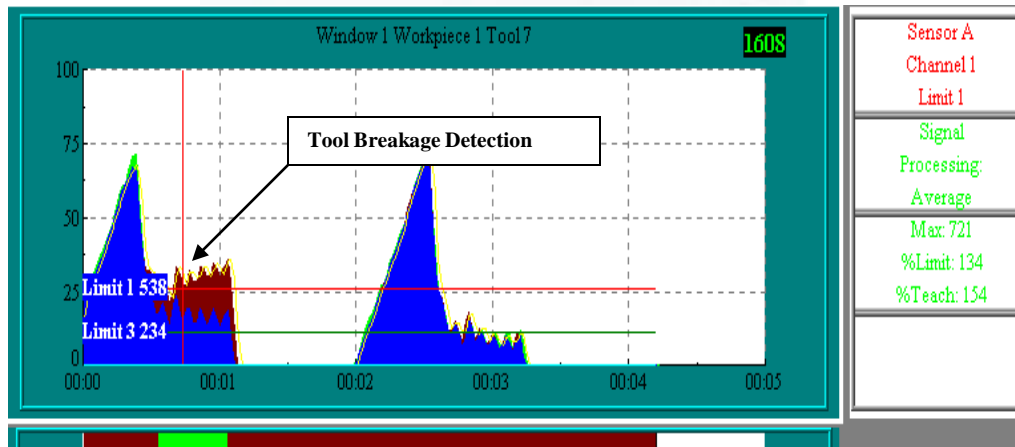 Window 1 Workpiece 1 Tool 7
1608
100
75
50
25
0
Tool Breakage Detection
Limit 1 538
Limit 3 234
00:00 00:01 00:02 00:03 00:04 00:05
Sensor A
Channel 1
Limit 1
Signal
Processing:
Average
Max: 721
%Limit: 134
%Teach: 154